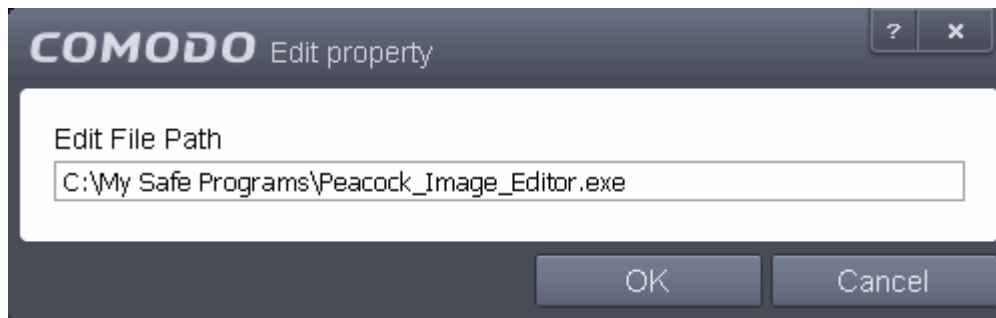 COMODO Edit property ? x
Edit File Path
C:\My Safe Programs\Peacock_Image_Editor.exe
OK Cancel